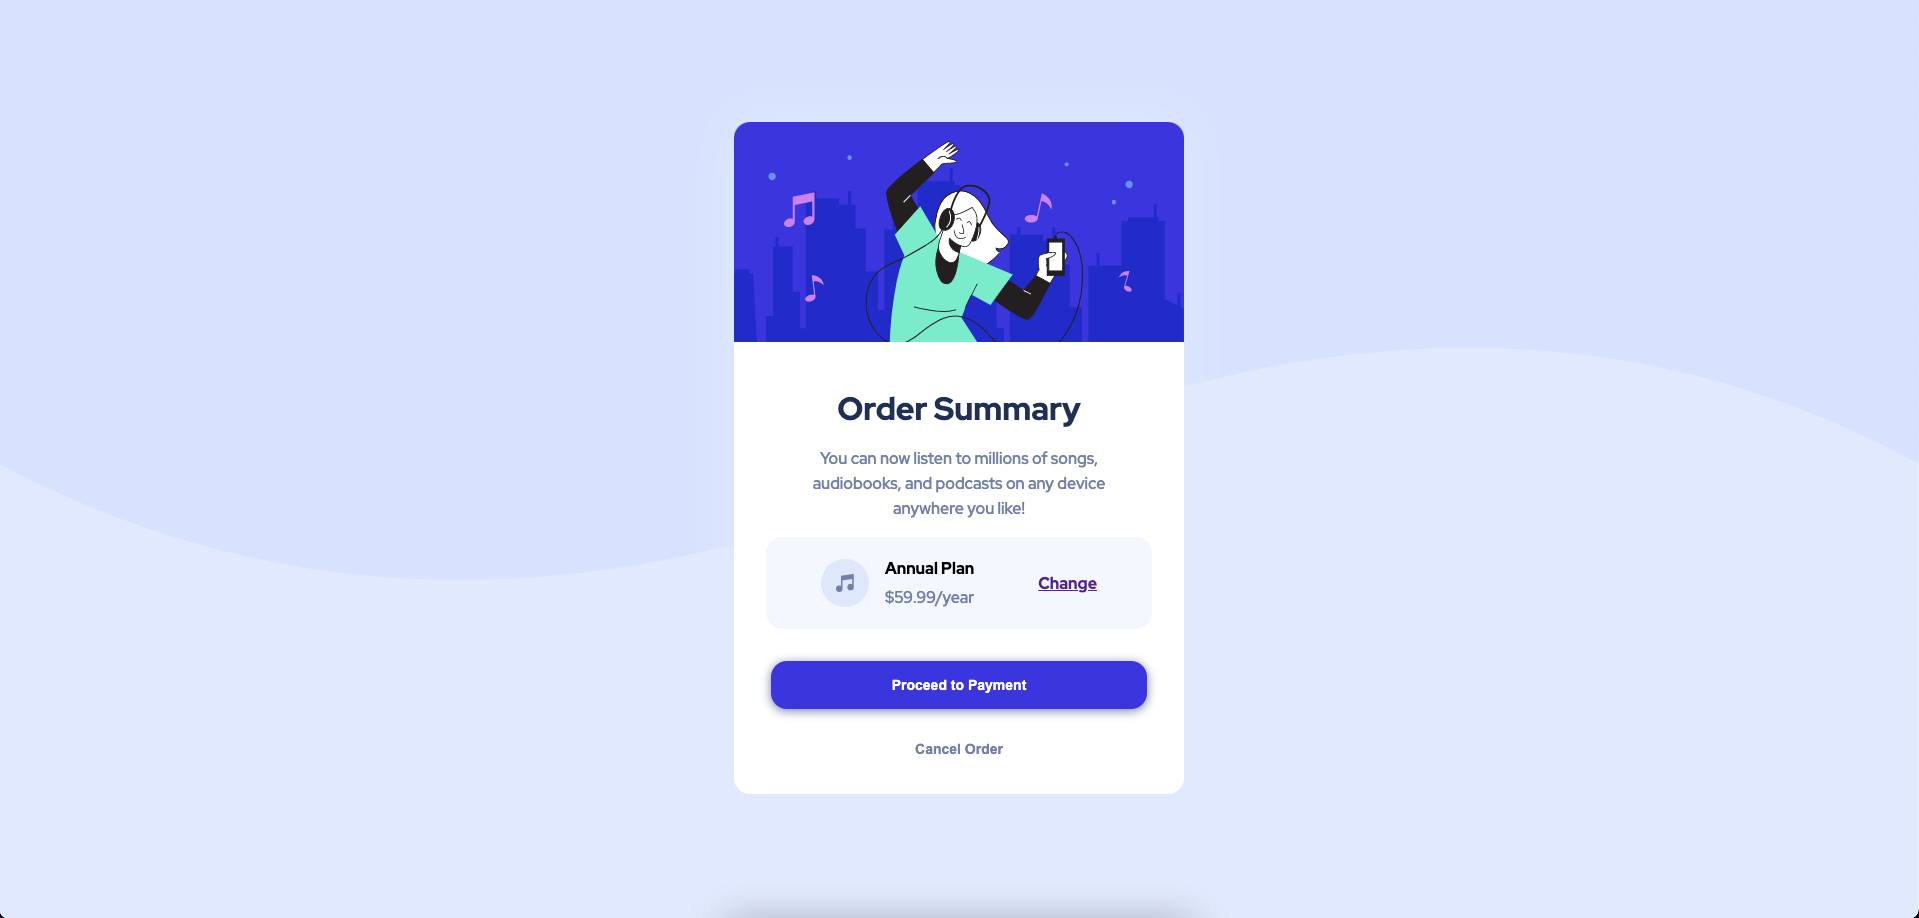 Order Summary
You can now listen to millions of songs,
audiobooks, and podcasts on any device
anywhere you like!
Annual Plan
$59.99/year
Change
Proceed to Payment
Cancel Order